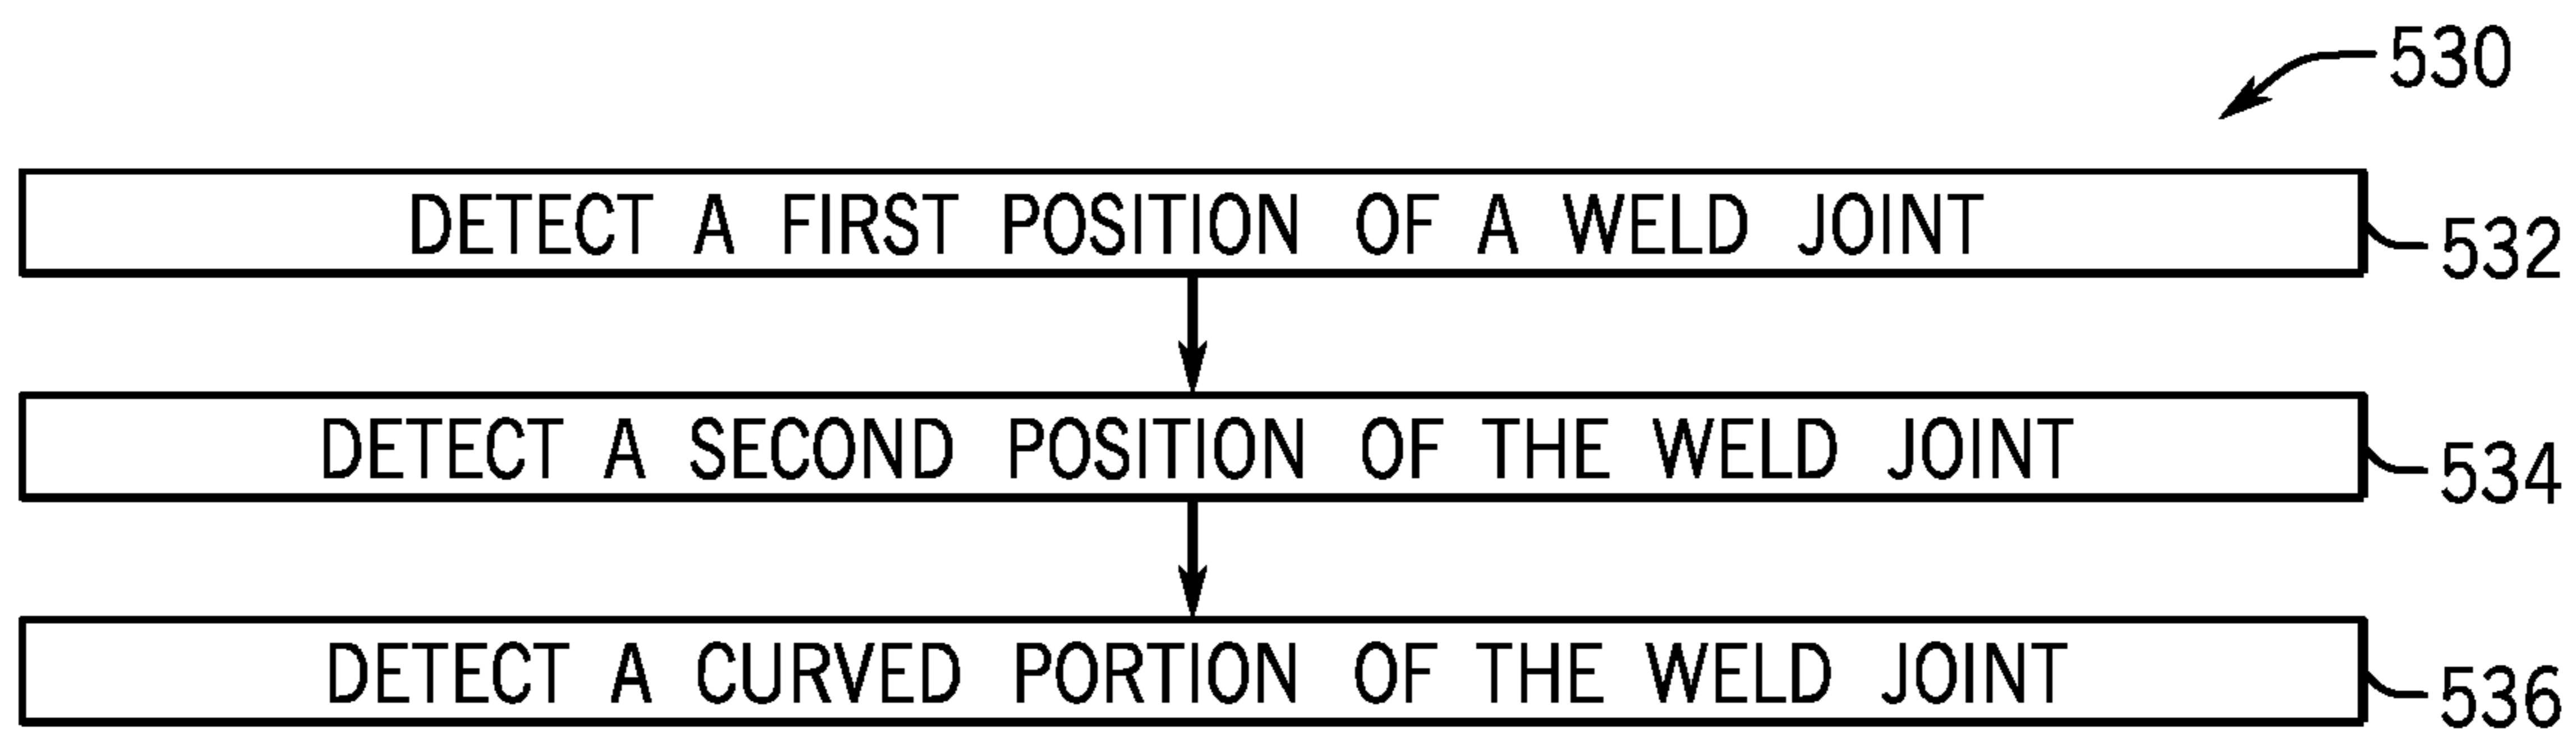 530
DETECT A FIRST POSITION OF A WELD JOINT
532
DETECT A SECOND POSITION OF THE WELD JOINT
534
DETECT A CURVED PORTION OF THE WELD JOINT
536